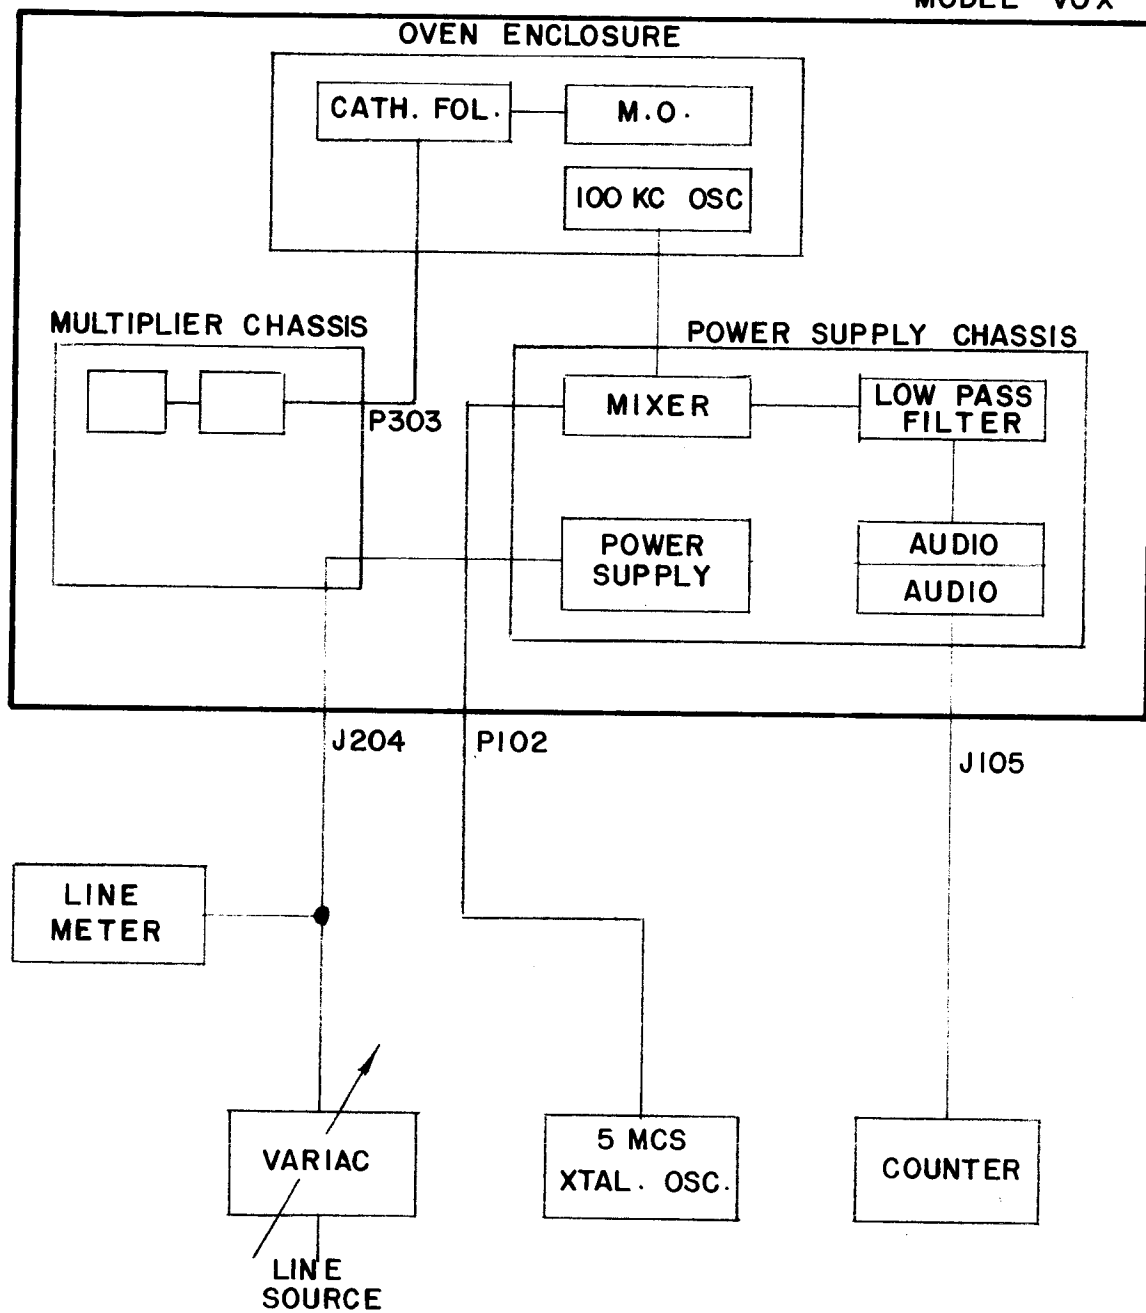 MODEL VOX
OVEN ENCLOSURE
CATH. FOL.
M.O.
100 KC OSC
MULTIPLIER CHASSIS
POWER SUPPLY CHASSIS
P303
MIXER
LOW PASS
FILTER
POWER
SUPPLY
AUDIO
AUDIO
J204
P102
J105
LINE
METER
VARIAC
5 MCS
XTAL. OSC.
COUNTER
LINE
SOURCE